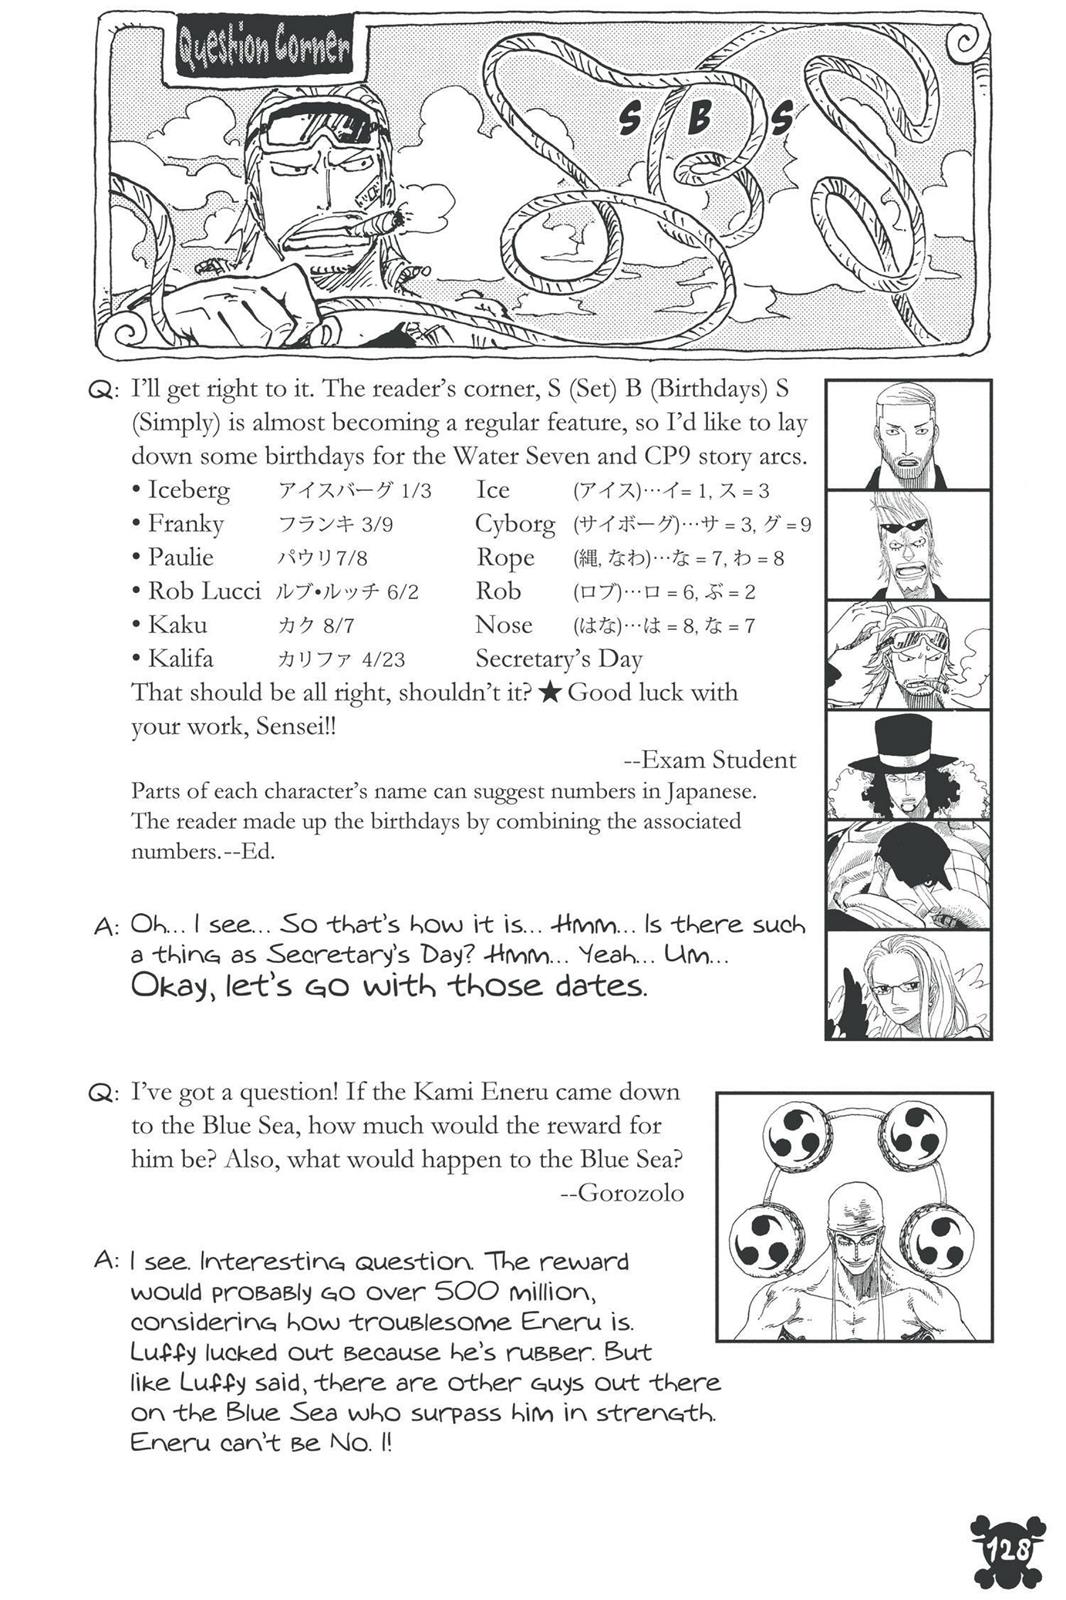 Question Corner
S B S
SBS
Q: I'll get right to it. The reader's corner, S (Set) B (Birthdays) S
(Simply) is almost becoming a regular feature, so I'd like to lay
down some birthdays for the Water Seven and CP9 story arcs.
• Iceberg アイスバーグ 1/3 Ice (アイス)…イ= 1, ス = 3
• Franky フランキ 3/9 Cyborg (サイボーグ)…サ = 3, グ = 9
• Paulie パウリ 7/8 Rope (縄, なわ)…な = 7, わ = 8
• Rob Lucci ルブ•ルッチ 6/2 Rob (ロブ)…ロ = 6, ぶ = 2
• Kaku カク 8/7 Nose (はな)…は = 8, な = 7
• Kalifa カリファ 4/23 Secretary's Day
That should be all right, shouldn't it? ★ Good luck with
your work, Sensei!!
--Exam Student
Parts of each character's name can suggest numbers in Japanese.
The reader made up the birthdays by combining the associated
numbers.--Ed.
A: Oh... I see... So that's how it is... Hmm... Is there such
a thing as Secretary's Day? Hmm... Yeah... Um...
Okay, let's go with those dates.
Q: I've got a question! If the Kami Eneru came down
to the Blue Sea, how much would the reward for
him be? Also, what would happen to the Blue Sea?
--Gorozolo
A: I see. Interesting question. The reward
would probably go over 500 million,
considering how troublesome Eneru is.
Luffy lucked out because he's rubber. But
like Luffy said, there are other guys out there
on the Blue Sea who surpass him in strength.
Eneru can't be No. 1!
128